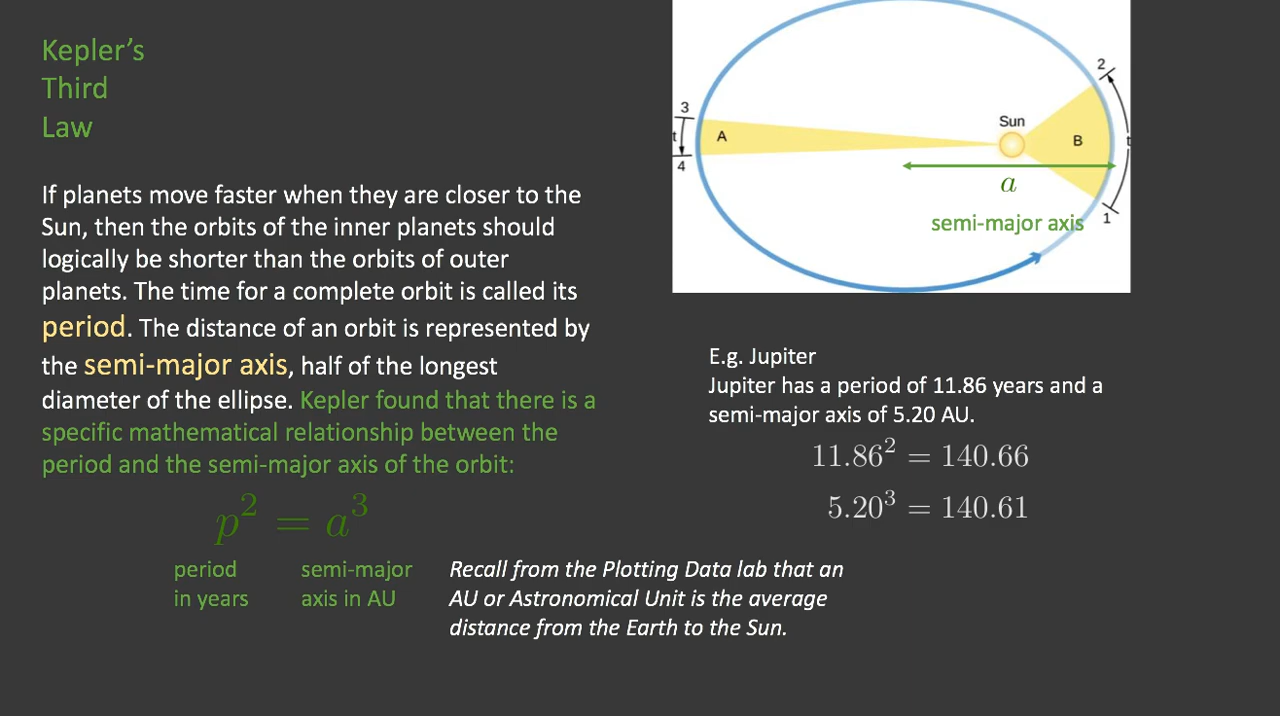 Kepler's
Third
Law
If planets move faster when they are closer to the
Sun, then the orbits of the inner planets should
logically be shorter than the orbits of outer
planets. The time for a complete orbit is called its
period. The distance of an orbit is represented by
the semi-major axis, half of the longest
diameter of the ellipse. Kepler found that there is a
specific mathematical relationship between the
period and the semi-major axis of the orbit:
p² = a³
period
in years
semi-major
axis in AU
Recall from the Plotting Data lab that an
AU or Astronomical Unit is the average
distance from the Earth to the Sun.
3
t
4
A
Sun
B
2
t
1
a
semi-major axis
E.g. Jupiter
Jupiter has a period of 11.86 years and a
semi-major axis of 5.20 AU.
11.86² = 140.66
5.20³ = 140.61